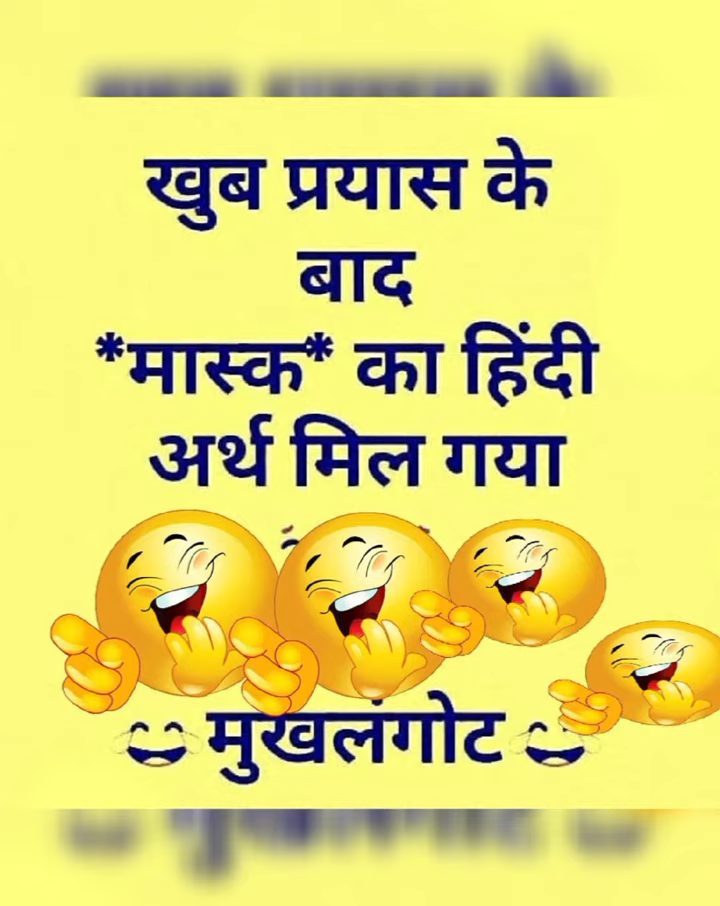 खुब प्रयास के
बाद
*मास्क* का हिंदी
अर्थ मिल गया
मुखलंगोट